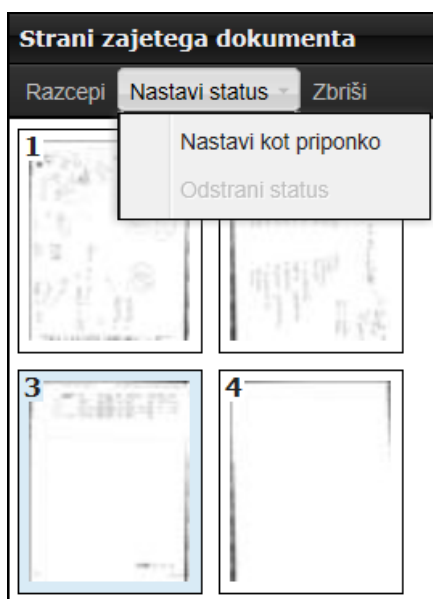 Strani zajetega dokumenta
Razcepi Nastavi status Zbriši
Nastavi kot priponko
Odstrani status
1
3 4